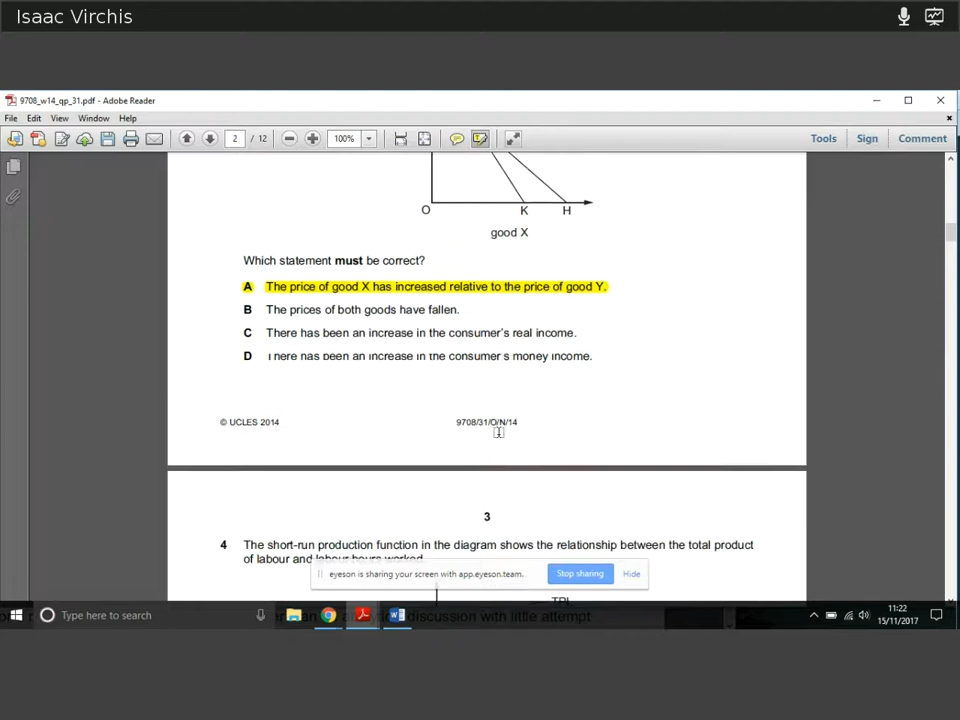 Isaac Virchis
9708_w14_qp_31.pdf - Adobe Reader
File Edit View Window Help
2 / 12 100% Tools Sign Comment
O K H
good X
Which statement must be correct?
A The price of good X has increased relative to the price of good Y.
B The prices of both goods have fallen.
C There has been an increase in the consumer's real income.
D There has been an increase in the consumer's money income.
© UCLES 2014 9708/31/O/N/14
3
4 The short-run production function in the diagram shows the relationship between the total product
of labour and labour hours worked.
eyeson is sharing your screen with app.eyeson.team. Stop sharing Hide
Type here to search
11:22
15/11/2017
discussion with little attempt